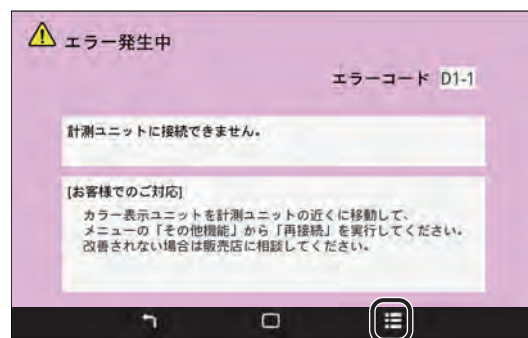 エラー発生中
エラーコード D1-1
計測ユニットに接続できません。
[お客様でのご対応]
カラー表示ユニットを計測ユニットの近くに移動して、
メニューの「その他機能」から「再接続」を実行してください。
改善されない場合は販売店に相談してください。